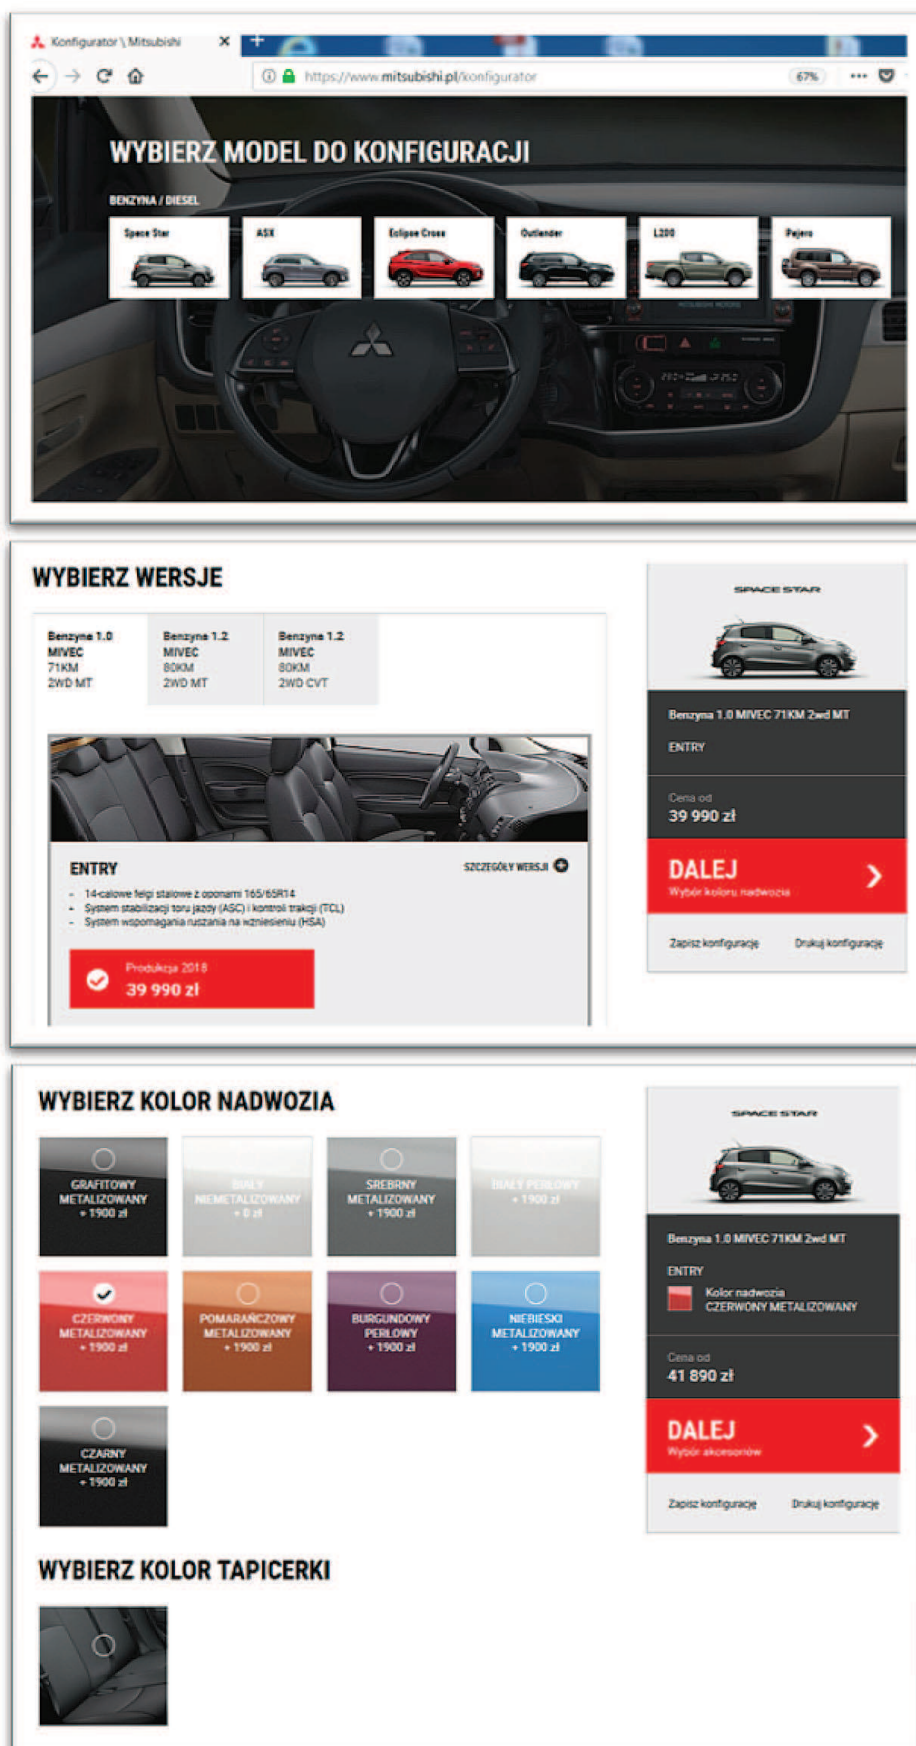 Konfigurator \ Mitsubishi
https://www.mitsubishi.pl/konfigurator
67%
WYBIERZ MODEL DO KONFIGURACJI
BENZYNA / DIESEL
Space Star
ASX
Eclipse Cross
Outlander
L200
Pajero
WYBIERZ WERSJE
Benzyna 1.0
MIVEC
71KM
2WD MT
Benzyna 1.2
MIVEC
80KM
2WD MT
Benzyna 1.2
MIVEC
80KM
2WD CVT
ENTRY
SZCZEGÓŁY WERSJI
- 14-calowe felgi stalowe z oponami 165/65R14
- System stabilizacji toru jazdy (ASC) i kontroli trakcji (TCL)
- System wspomagania ruszania na wzniesieniu (HSA)
Produkcja 2018
39 990 zł
SPACE STAR
Benzyna 1.0 MIVEC 71KM 2wd MT
ENTRY
Cena od
39 990 zł
DALEJ
Wybór koloru nadwozia
Zapisz konfigurację
Drukuj konfigurację
WYBIERZ KOLOR NADWOZIA
GRAFITOWY
METALIZOWANY
+ 1900 zł
BIAŁY
NIEMETALIZOWANY
+ 0 zł
SREBRNY
METALIZOWANY
+ 1900 zł
BIAŁY PERŁOWY
+ 1900 zł
CZERWONY
METALIZOWANY
+ 1900 zł
POMARAŃCZOWY
METALIZOWANY
+ 1900 zł
BURGUNDOWY
PERŁOWY
+ 1900 zł
NIEBIESKI
METALIZOWANY
+ 1900 zł
CZARNY
METALIZOWANY
+ 1900 zł
SPACE STAR
Benzyna 1.0 MIVEC 71KM 2wd MT
ENTRY
Kolor nadwozia
CZERWONY METALIZOWANY
Cena od
41 890 zł
DALEJ
Wybór akcesoriów
Zapisz konfigurację
Drukuj konfigurację
WYBIERZ KOLOR TAPICERKI